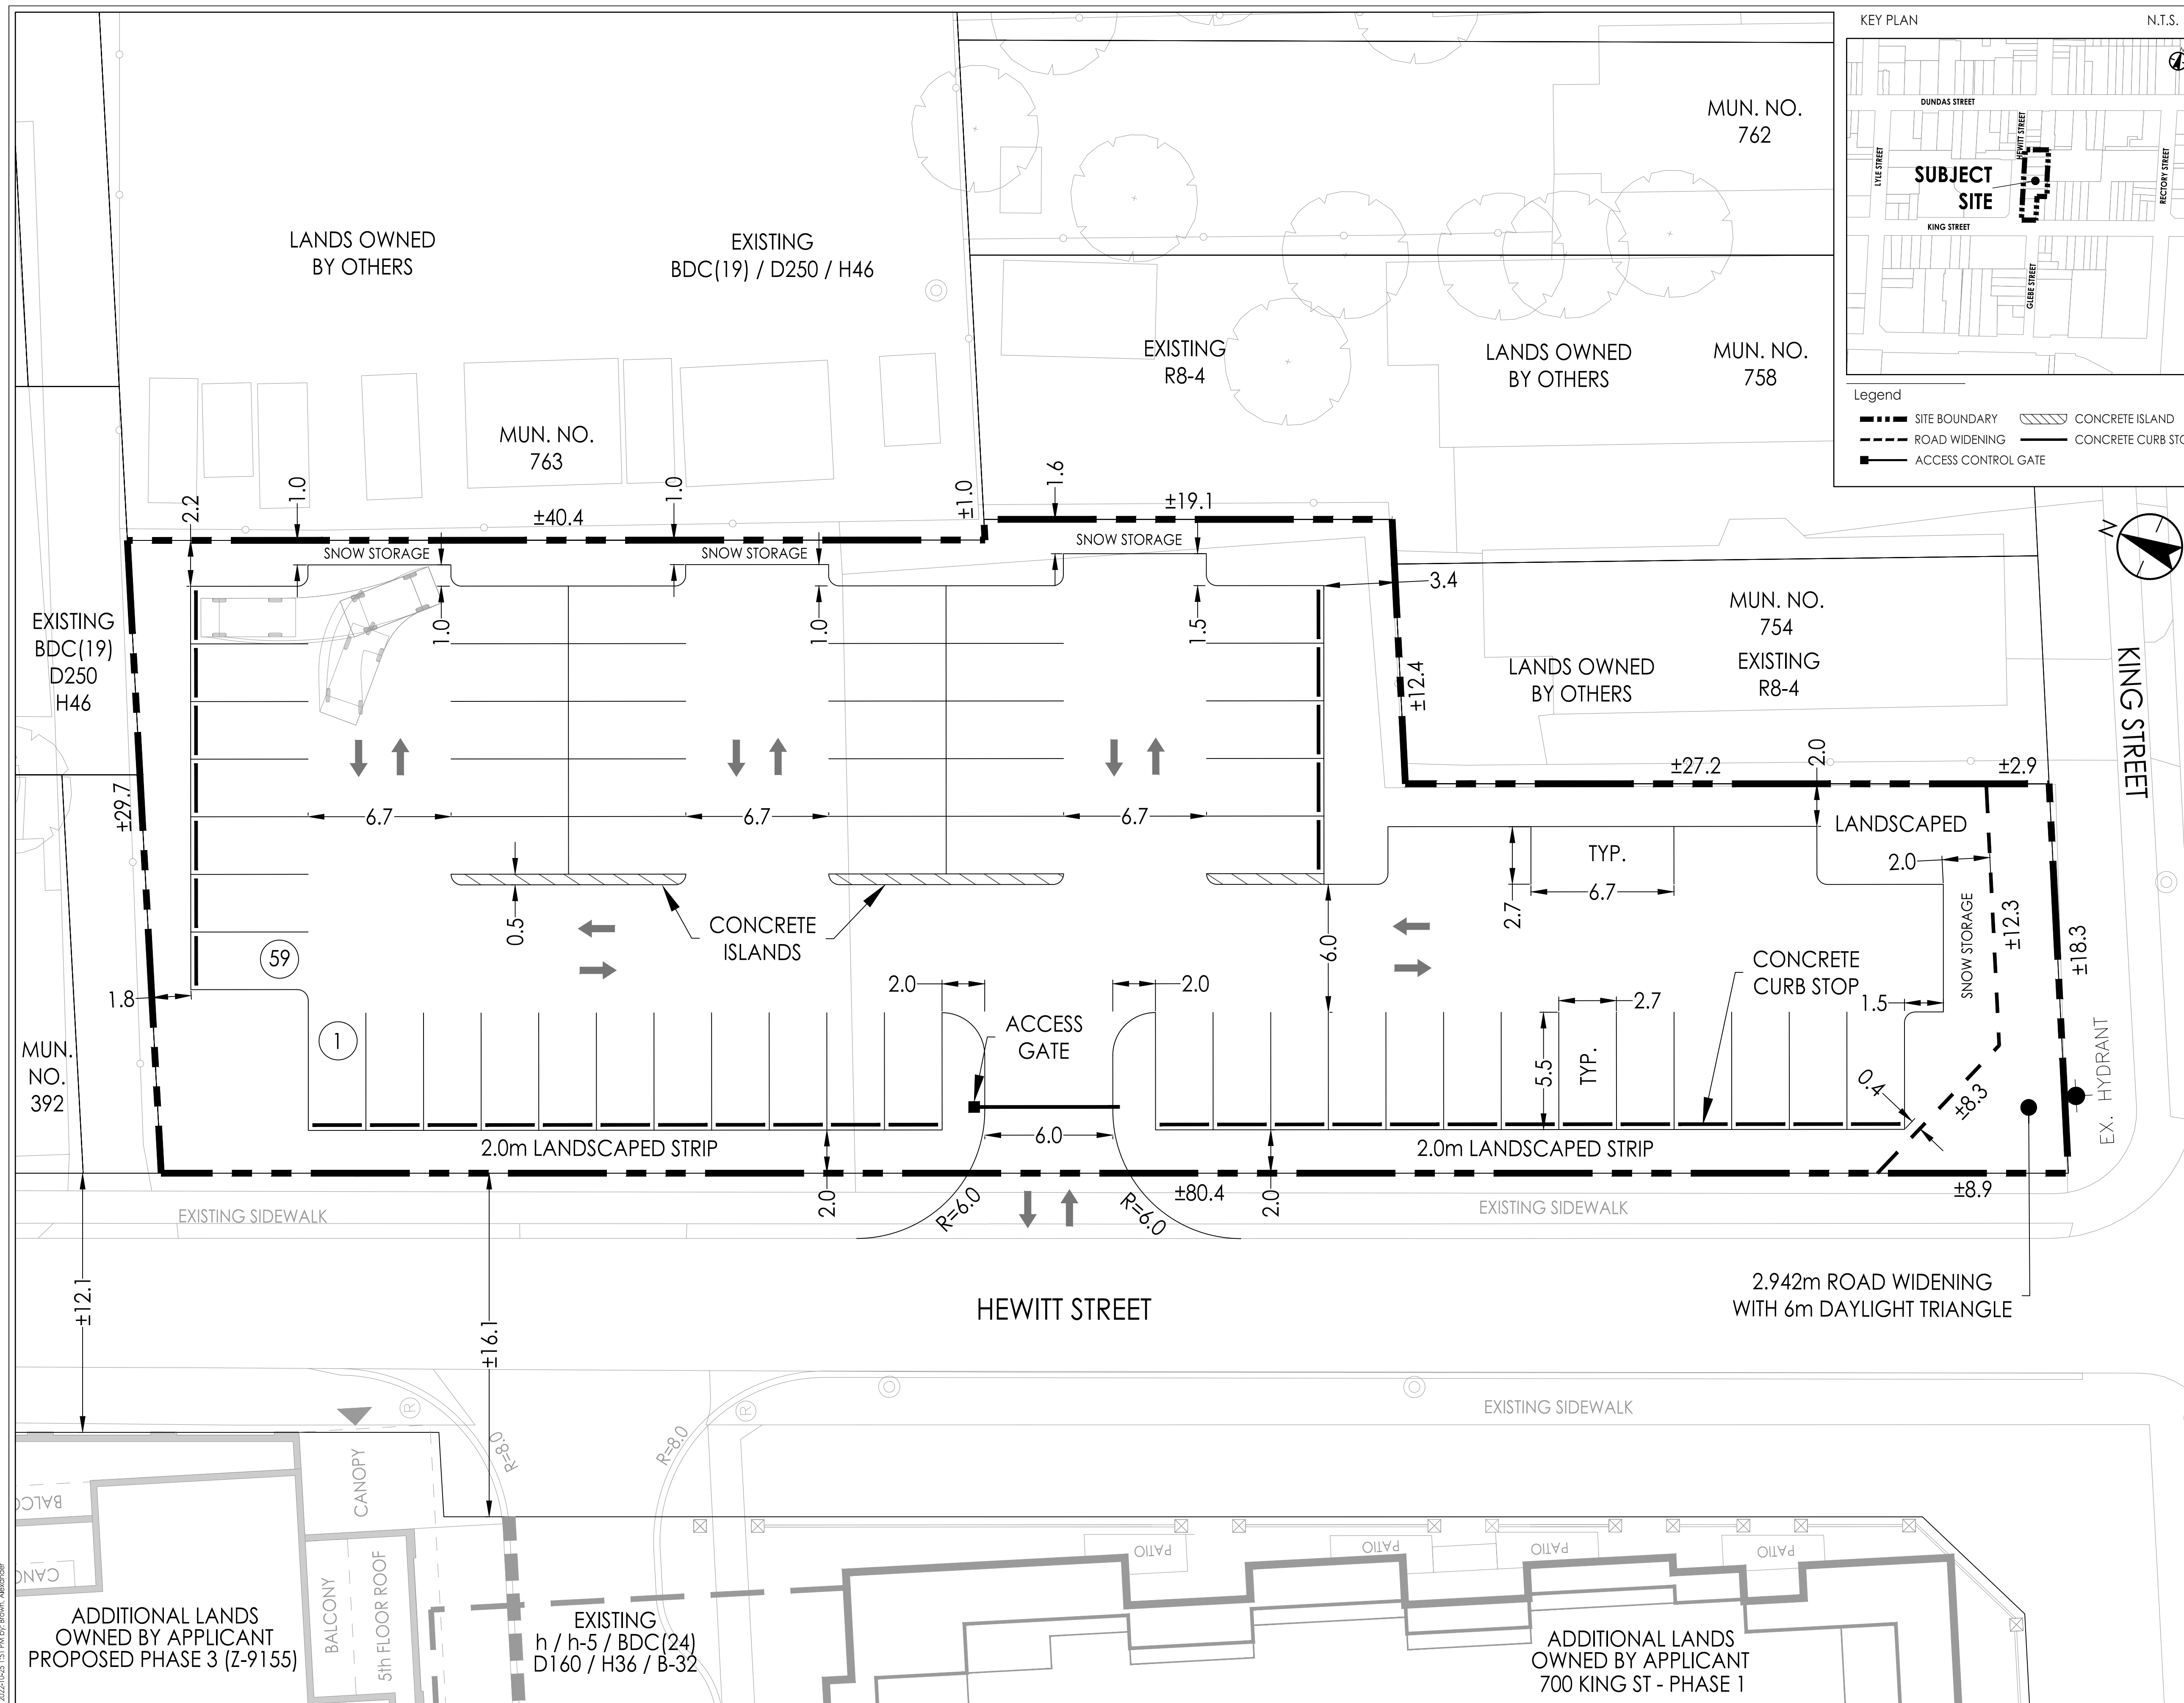 KEY PLAN
N.T.S.
DUNDAS STREET
HEWITT STREET
LYLE STREET
RECTORY STREET
SUBJECT
SITE
KING STREET
GLEBE STREET
Legend
SITE BOUNDARY
CONCRETE ISLAND
ROAD WIDENING
ACCESS CONTROL GATE
CONCRETE CURB
MUN. NO.
762
LANDS OWNED
BY OTHERS
EXISTING
BDC(19) / D250 / H46
EXISTING
R8-4
LANDS OWNED
BY OTHERS
MUN. NO.
758
MUN. NO.
763
2.2
1.0
±40.4
1.0
±1.0
1.6
±19.1
SNOW STORAGE
SNOW STORAGE
SNOW STORAGE
N
3.4
1.0
1.0
1.5
EXISTING
BDC(19)
D250
H46
MUN. NO.
754
LANDS OWNED
BY OTHERS
EXISTING
R8-4
±12.4
KING STREET
±29.7
6.7
6.7
6.7
±27.2
2.0
±2.9
LANDSCAPED
TYP.
6.7
2.7
2.0
0.5
CONCRETE
ISLANDS
6.0
59
SNOW STORAGE
±12.3
±18.3
CONCRETE
CURB STOP
1.8
2.0
2.0
2.7
1.5
1
ACCESS
GATE
5.5
TYP.
0.4
±8.3
EX. HYDRANT
MUN.
NO.
392
6.0
2.0m LANDSCAPED STRIP
2.0m LANDSCAPED STRIP
2.0
R=6.0
R=6.0
±80.4
2.0
±8.9
EXISTING SIDEWALK
EXISTING SIDEWALK
±12.1
±16.1
HEWITT STREET
2.942m ROAD WIDENING
WITH 6m DAYLIGHT TRIANGLE
EXISTING SIDEWALK
R
R
R=8.0
R=8.0
CANOPY
PATIO
PATIO
PATIO
PATIO
BALCONY
5th FLOOR ROOF
ADDITIONAL LANDS
OWNED BY APPLICANT
PROPOSED PHASE 3 (Z-9155)
EXISTING
h / h-5 / BDC(24)
D160 / H36 / B-32
ADDITIONAL LANDS
OWNED BY APPLICANT
700 KING ST - PHASE 1